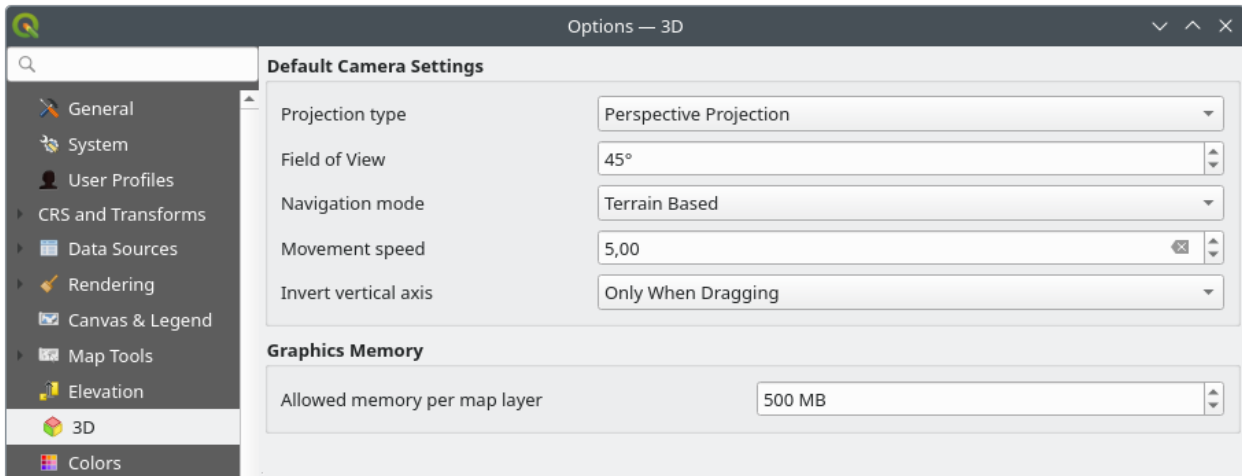 Options — 3D
General
System
User Profiles
CRS and Transforms
Data Sources
Rendering
Canvas & Legend
Map Tools
Elevation
3D
Colors
Default Camera Settings
Projection type Perspective Projection
Field of View 45°
Navigation mode Terrain Based
Movement speed 5,00
Invert vertical axis Only When Dragging
Graphics Memory
Allowed memory per map layer 500 MB